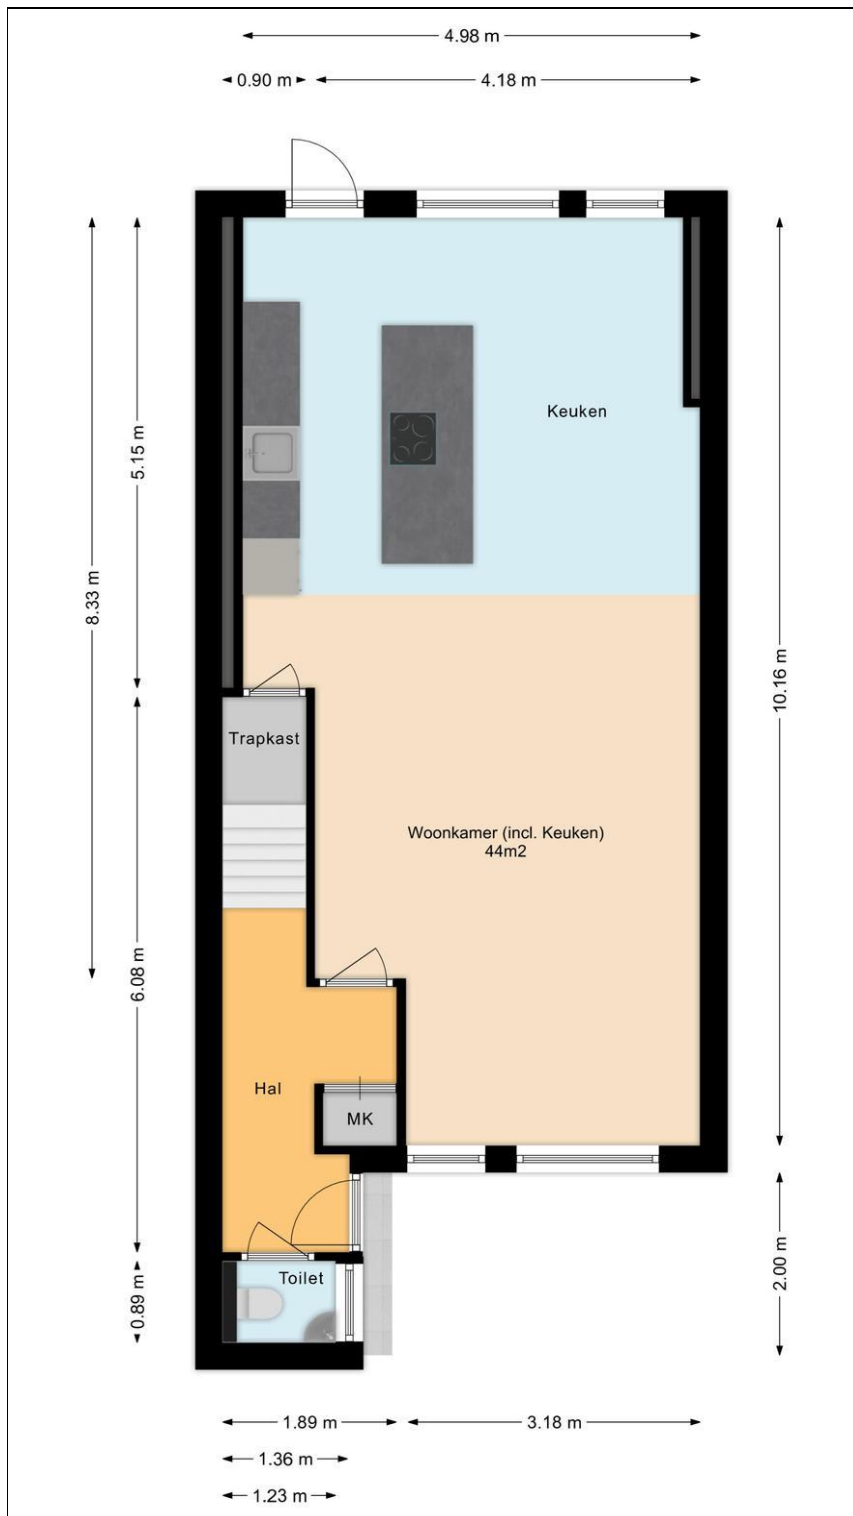 4.98 m
0.90 m
4.18 m
Keuken
5.15 m
8.33 m
10.16 m
Trapkast
Woonkamer (incl. Keuken)
44m2
6.08 m
Hal
MK
2.00 m
Toilet
0.89 m
1.89 m
3.18 m
1.36 m
1.23 m